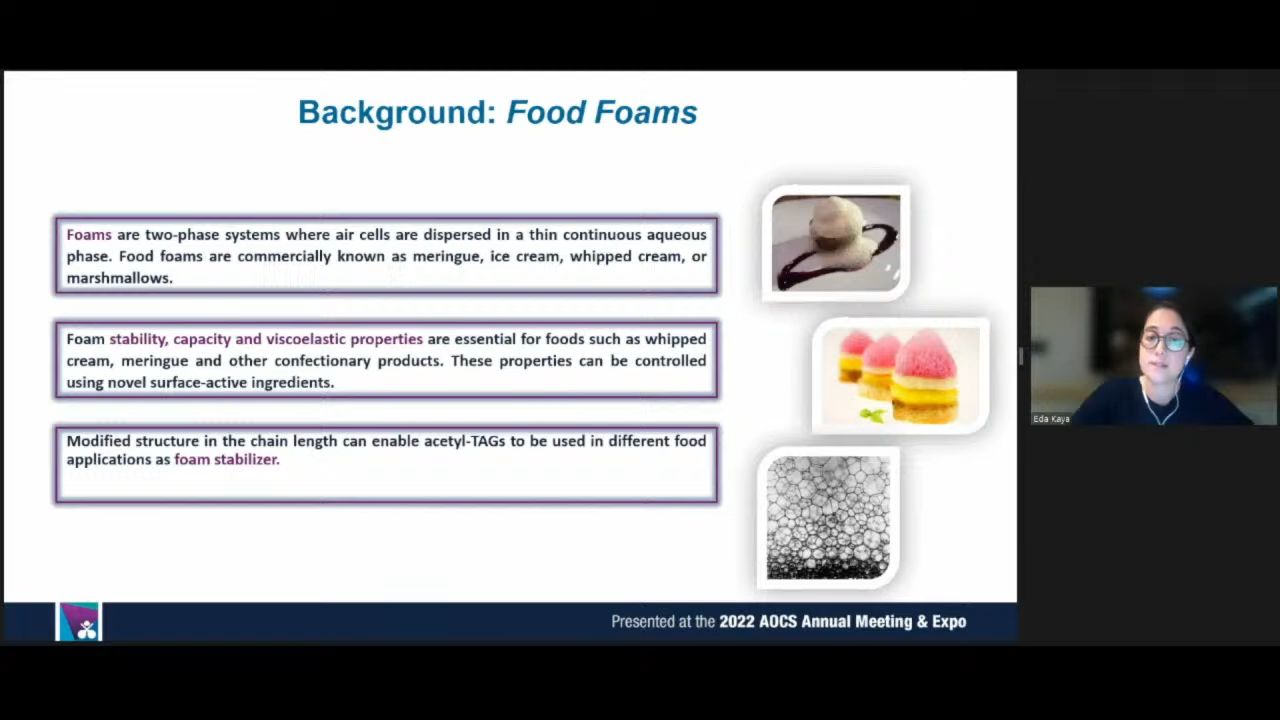 Background: Food Foams
Foams are two-phase systems where air cells are dispersed in a thin continuous aqueous
phase. Food foams are commercially known as meringue, ice cream, whipped cream, or
marshmallows.
Foam stability, capacity and viscoelastic properties are essential for foods such as whipped
cream, meringue and other confectionary products. These properties can be controlled
using novel surface-active ingredients.
Modified structure in the chain length can enable acetyl-TAGs to be used in different food
applications as foam stabilizer.
Eda Kaya
Presented at the 2022 AOCS Annual Meeting & Expo